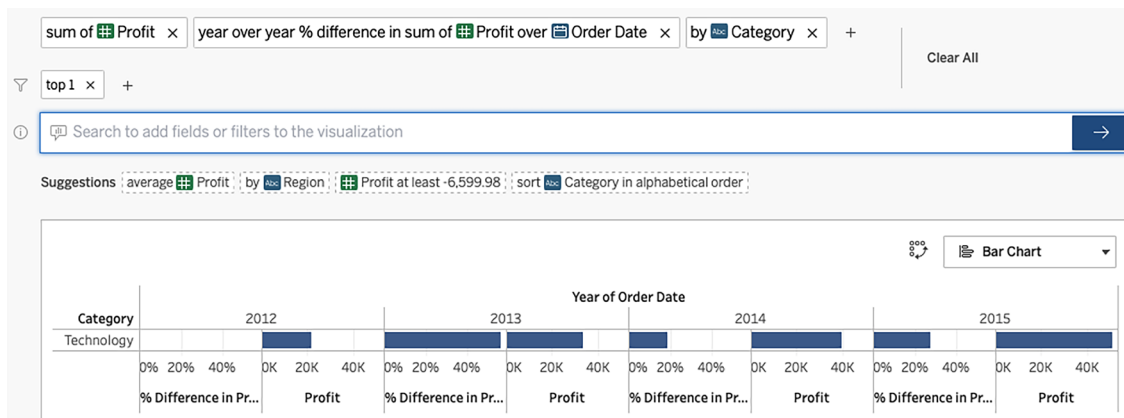 sum of Profit × year over year % difference in sum of Profit over Order Date × by Abc Category × +
Clear All
top 1 × +
Search to add fields or filters to the visualization
Suggestions average Profit by Abc Region Profit at least -6,599.98 sort Abc Category in alphabetical order
Bar Chart
Year of Order Date
Category 2012 2013 2014 2015
Technology
0% 20% 40% 0K 20K 40K 0% 20% 40% 0K 20K 40K 0% 20% 40% 0K 20K 40K 0% 20% 40% 0K 20K 40K
% Difference in Pr... Profit % Difference in Pr... Profit % Difference in Pr... Profit % Difference in Pr... Profit